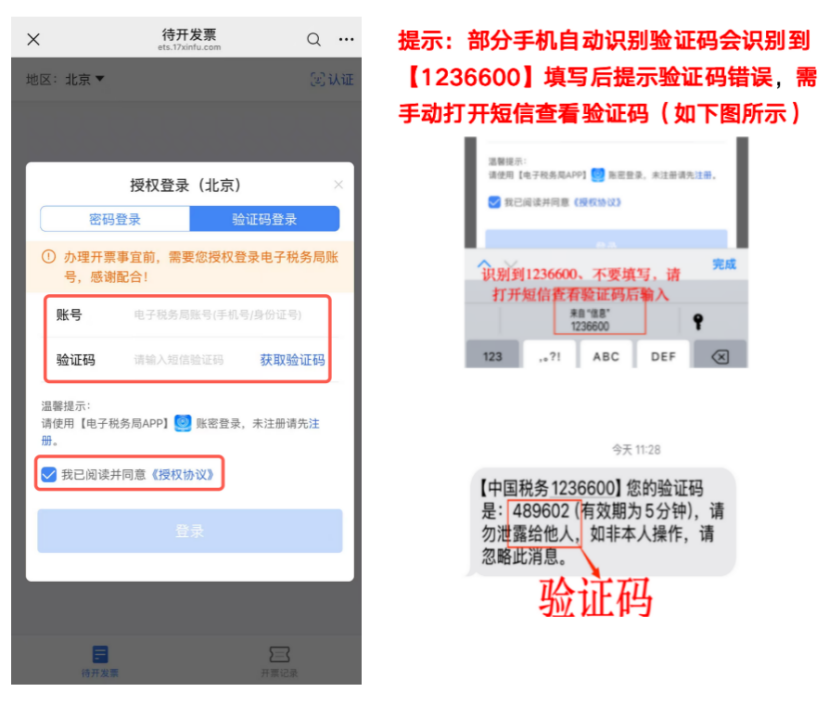 待开发票
ets.17xinfu.com
地区：北京
认证
授权登录（北京）
密码登录
验证码登录
办理开票事宜前，需要您授权登录电子税务局账
号，感谢配合！
账号
电子税务局账号(手机号/身份证号)
验证码
请输入短信验证码
获取验证码
温馨提示：
请使用【电子税务局APP】账密登录，未注册请先注
册。
我已阅读并同意《授权协议》
登录
待开发票
开票记录
提示：部分手机自动识别验证码会识别到
【1236600】填写后提示验证码错误，需
手动打开短信查看验证码（如下图所示）
温馨提示：
请使用【电子税务局APP】账密登录，未注册请先注册。
我已阅读并同意《授权协议》
完成
识别到1236600、不要填写，请
打开短信查看验证码后输入
来自"信息"
1236600
123
,。?!
ABC
DEF
今天 11:28
【中国税务1236600】您的验证码
是：489602 (有效期为5分钟)，请
勿泄露给他人，如非本人操作，请
忽略此消息。
验证码